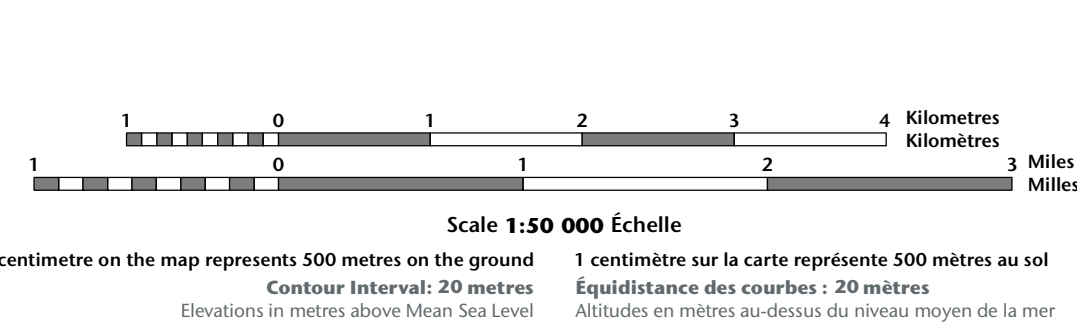 1 0 1 2 3 4 Kilometres
Kilomètres
1 0 1 2 3 Miles
Milles
Scale 1:50 000 Échelle
centimetre on the map represents 500 metres on the ground
1 centimètre sur la carte représente 500 mètres au sol
Contour Interval: 20 metres
Équidistance des courbes : 20 mètres
Elevations in metres above Mean Sea Level
Altitudes en mètres au-dessus du niveau moyen de la mer